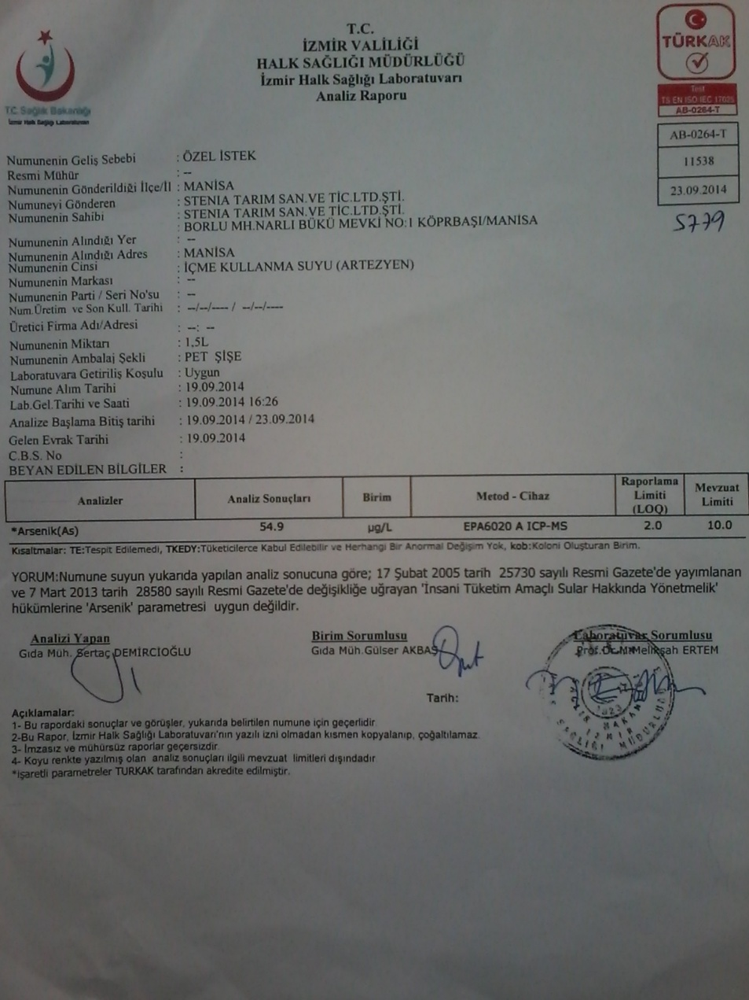 T.C.
İZMİR VALİLİĞİ
HALK SAĞLIĞI MÜDÜRLÜĞÜ
İzmir Halk Sağlığı Laboratuvarı
Analiz Raporu
T.C. Sağlık Bakanlığı
İzmir Halk Sağlığı Laboratuvarı
TÜRKAK
Test
TS EN ISO IEC 17025
AB-0264-T
AB-0264-T
11538
23.09.2014
5779
Numunenin Geliş Sebebi : ÖZEL İSTEK
Resmi Mühür : --
Numunenin Gönderildiği İlçe/İl : MANİSA
Numuneyi Gönderen : STENIA TARIM SAN.VE TİC.LTD.ŞTİ.
Numunenin Sahibi : STENIA TARIM SAN.VE TİC.LTD.ŞTİ.
: BORLU MH.NARLI BÜKÜ MEVKİ NO:1 KÖPRBAŞI/MANİSA
Numunenin Alındığı Yer : --
Numunenin Alındığı Adres : MANİSA
Numunenin Cinsi : İÇME KULLANMA SUYU (ARTEZYEN)
Numunenin Markası : --
Numunenin Parti / Seri No'su : --
Num.Üretim ve Son Kull. Tarihi : --/--/---- / --/--/----
Üretici Firma Adı/Adresi : --: --
Numunenin Miktarı : 1,5L
Numunenin Ambalaj Şekli : PET ŞİŞE
Laboratuvara Getiriliş Koşulu : Uygun
Numune Alım Tarihi : 19.09.2014
Lab.Gel.Tarihi ve Saati : 19.09.2014 16:26
Analize Başlama Bitiş tarihi : 19.09.2014 / 23.09.2014
Gelen Evrak Tarihi : 19.09.2014
C.B.S. No :
BEYAN EDİLEN BİLGİLER :
Analizler Analiz Sonuçları Birim Metod - Cihaz Raporlama Limiti (LOQ) Mevzuat Limiti
*Arsenik(As) 54.9 µg/L EPA6020 A ICP-MS 2.0 10.0
Kısaltmalar: TE:Tespit Edilemedi, TKEDY:Tüketicilerce Kabul Edilebilir ve Herhangi Bir Anormal Değişim Yok, kob:Koloni Oluşturan Birim.
YORUM:Numune suyun yukarıda yapılan analiz sonucuna göre; 17 Şubat 2005 tarih 25730 sayılı Resmi Gazete'de yayımlanan
ve 7 Mart 2013 tarih 28580 sayılı Resmi Gazete'de değişikliğe uğrayan 'İnsani Tüketim Amaçlı Sular Hakkında Yönetmelik'
hükümlerine 'Arsenik' parametresi uygun değildir.
Analizi Yapan Birim Sorumlusu Laboratuvar Sorumlusu
Gıda Müh. Sertaç DEMİRCİOĞLU Gıda Müh.Gülser AKBAŞ Prof.Dr.M.Melikşah ERTEM
Tarih:
1923
BAKANLIĞI
İZMİR
SAĞLIĞI MÜDÜRLÜĞÜ
Açıklamalar:
1- Bu rapordaki sonuçlar ve görüşler, yukarıda belirtilen numune için geçerlidir.
2-Bu Rapor, İzmir Halk Sağlığı Laboratuvarı'nın yazılı izni olmadan kısmen kopyalanıp, çoğaltılamaz.
3- İmzasız ve mühürsüz raporlar geçersizdir.
4- Koyu renkte yazılmış olan analiz sonuçları ilgili mevzuat limitleri dışındadır
*işaretli parametreler TURKAK tarafından akredite edilmiştir.